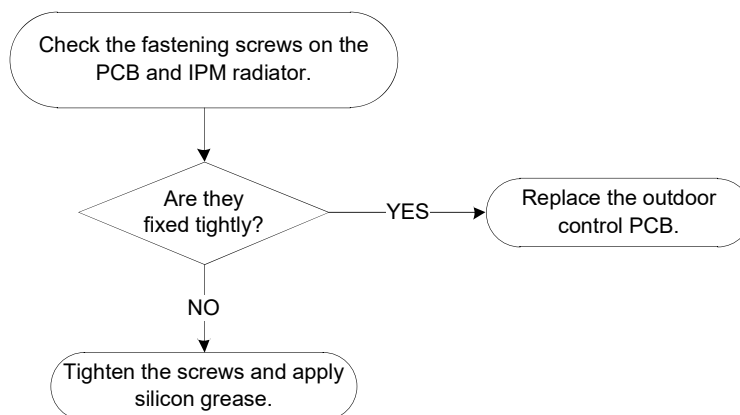 Check the fastening screws on the
PCB and IPM radiator.
Are they
fixed tightly?
YES
Replace the outdoor
control PCB.
NO
Tighten the screws and apply
silicon grease.